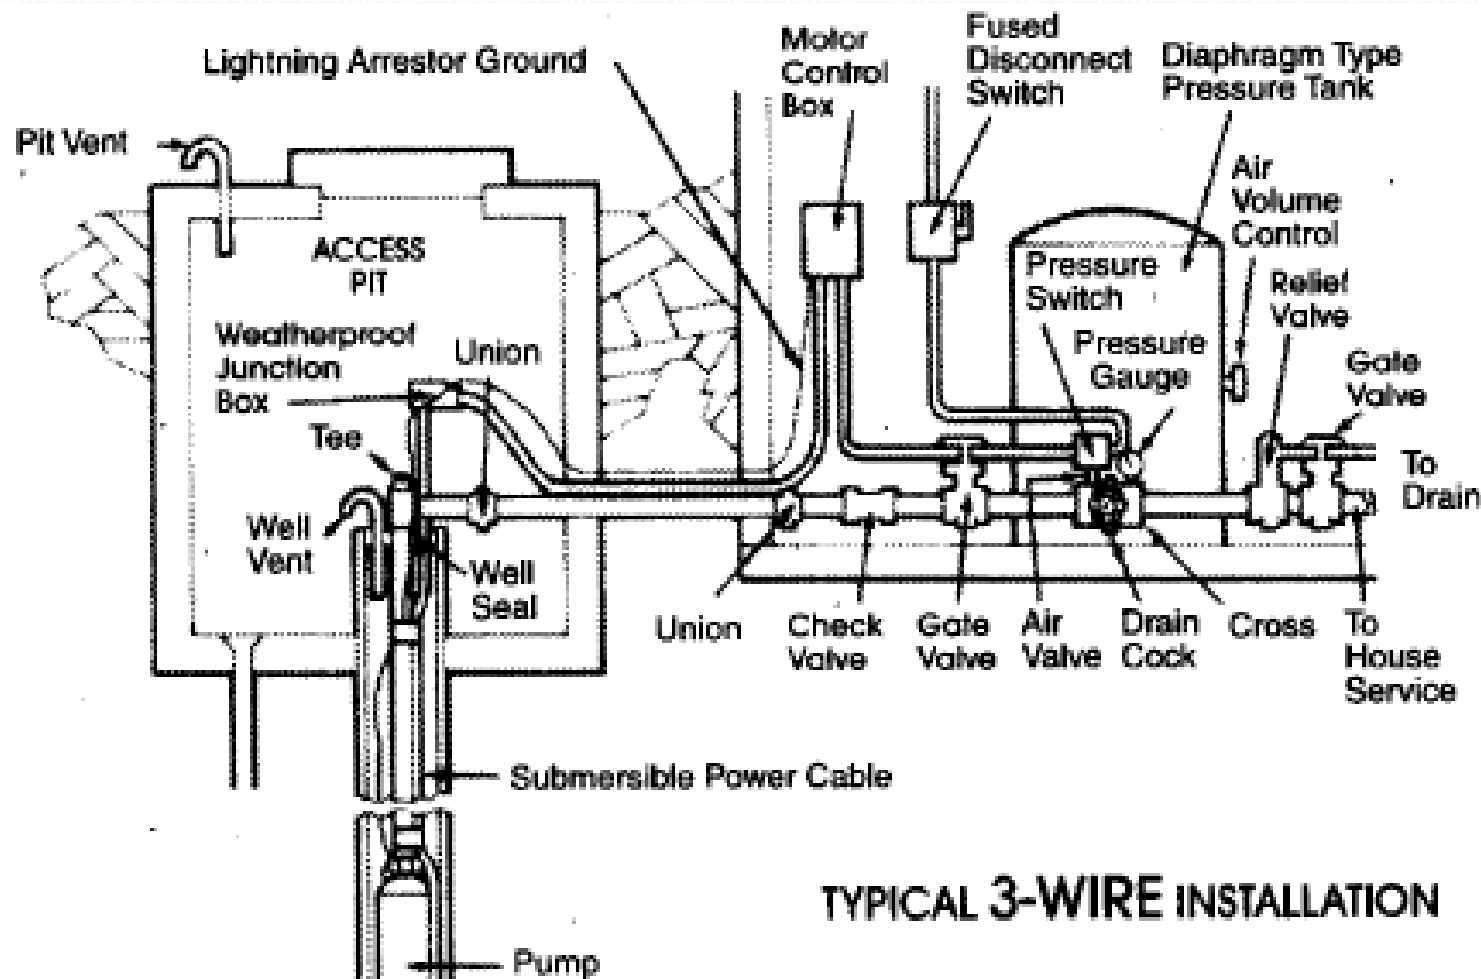 Lightning Arrestor Ground
Motor
Control
Box
Fused
Disconnect
Switch
Diaphragm Type
Pressure Tank
Pit Vent
Air
Volume
Control
ACCESS
PIT
Pressure
Switch
Relief
Valve
Weatherproof
Junction
Box
Union
Pressure
Gauge
Gate
Valve
Tee
To
Drain
Well
Vent
Well
Seal
Union
Check
Valve
Gate
Valve
Air
Valve
Drain
Cock
Cross
To
House
Service
Submersible Power Cable
TYPICAL 3-WIRE INSTALLATION
Pump